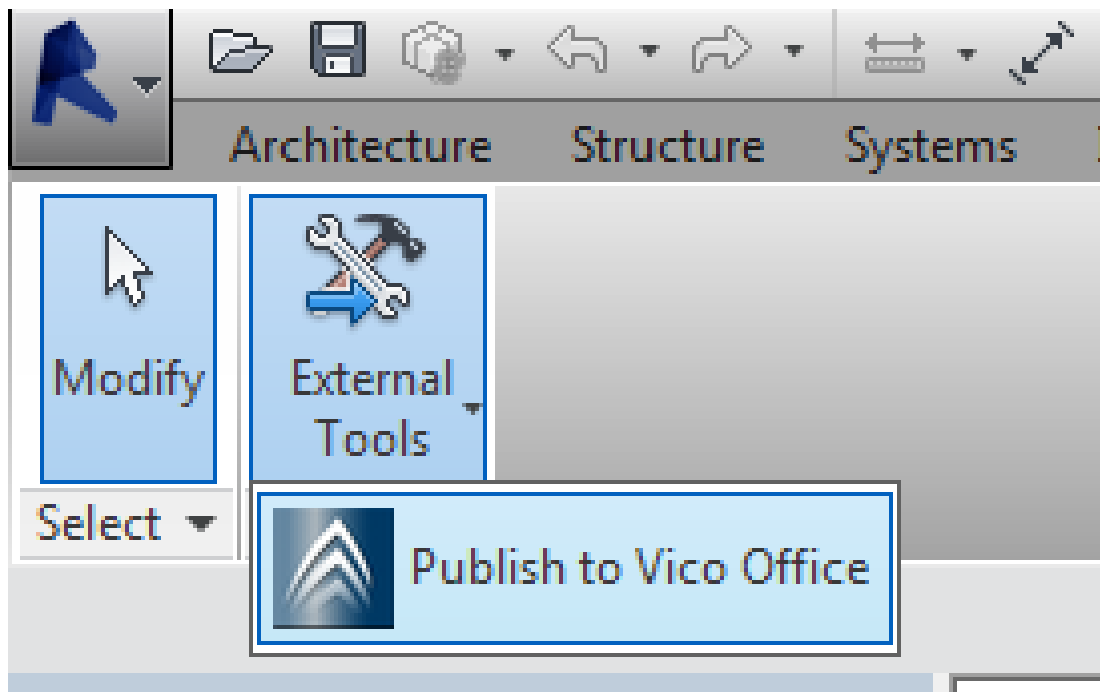 Architecture Structure Systems
Modify
External
Tools
Select
Publish to Vico Office